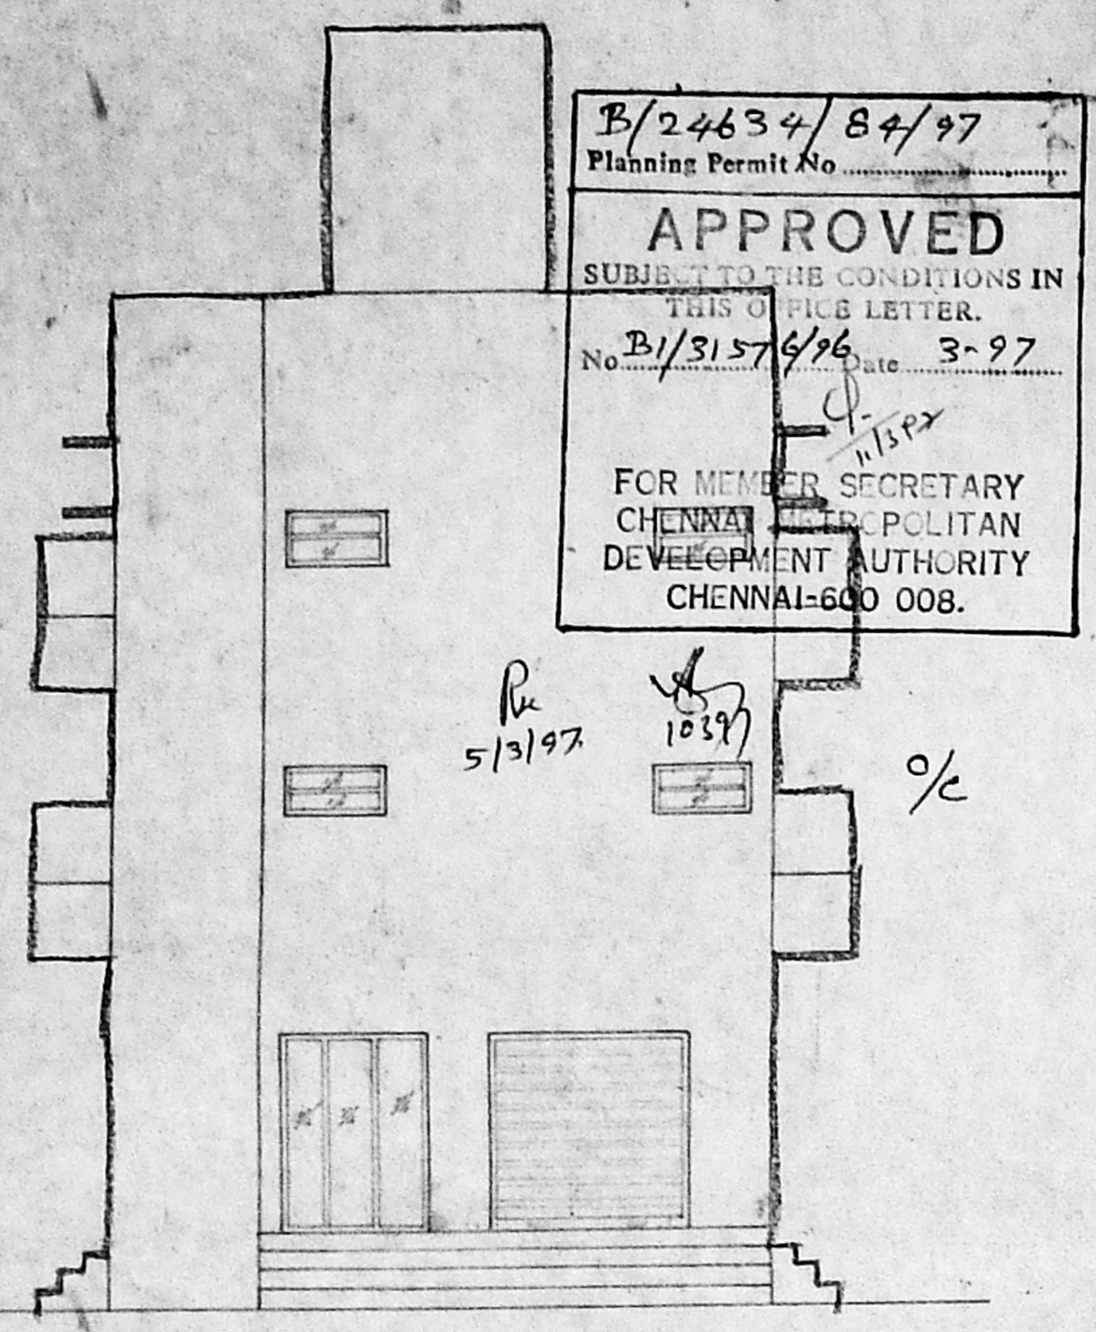 B/24634/84/97
Planning Permit No
APPROVED
SUBJECT TO THE CONDITIONS IN
THIS OFFICE LETTER.
No B1/31576/96 Date 3-97
FOR MEMBER SECRETARY
CHENNAI METROPOLITAN
DEVELOPMENT AUTHORITY
CHENNAI-600 008.
5/3/97.
O/C